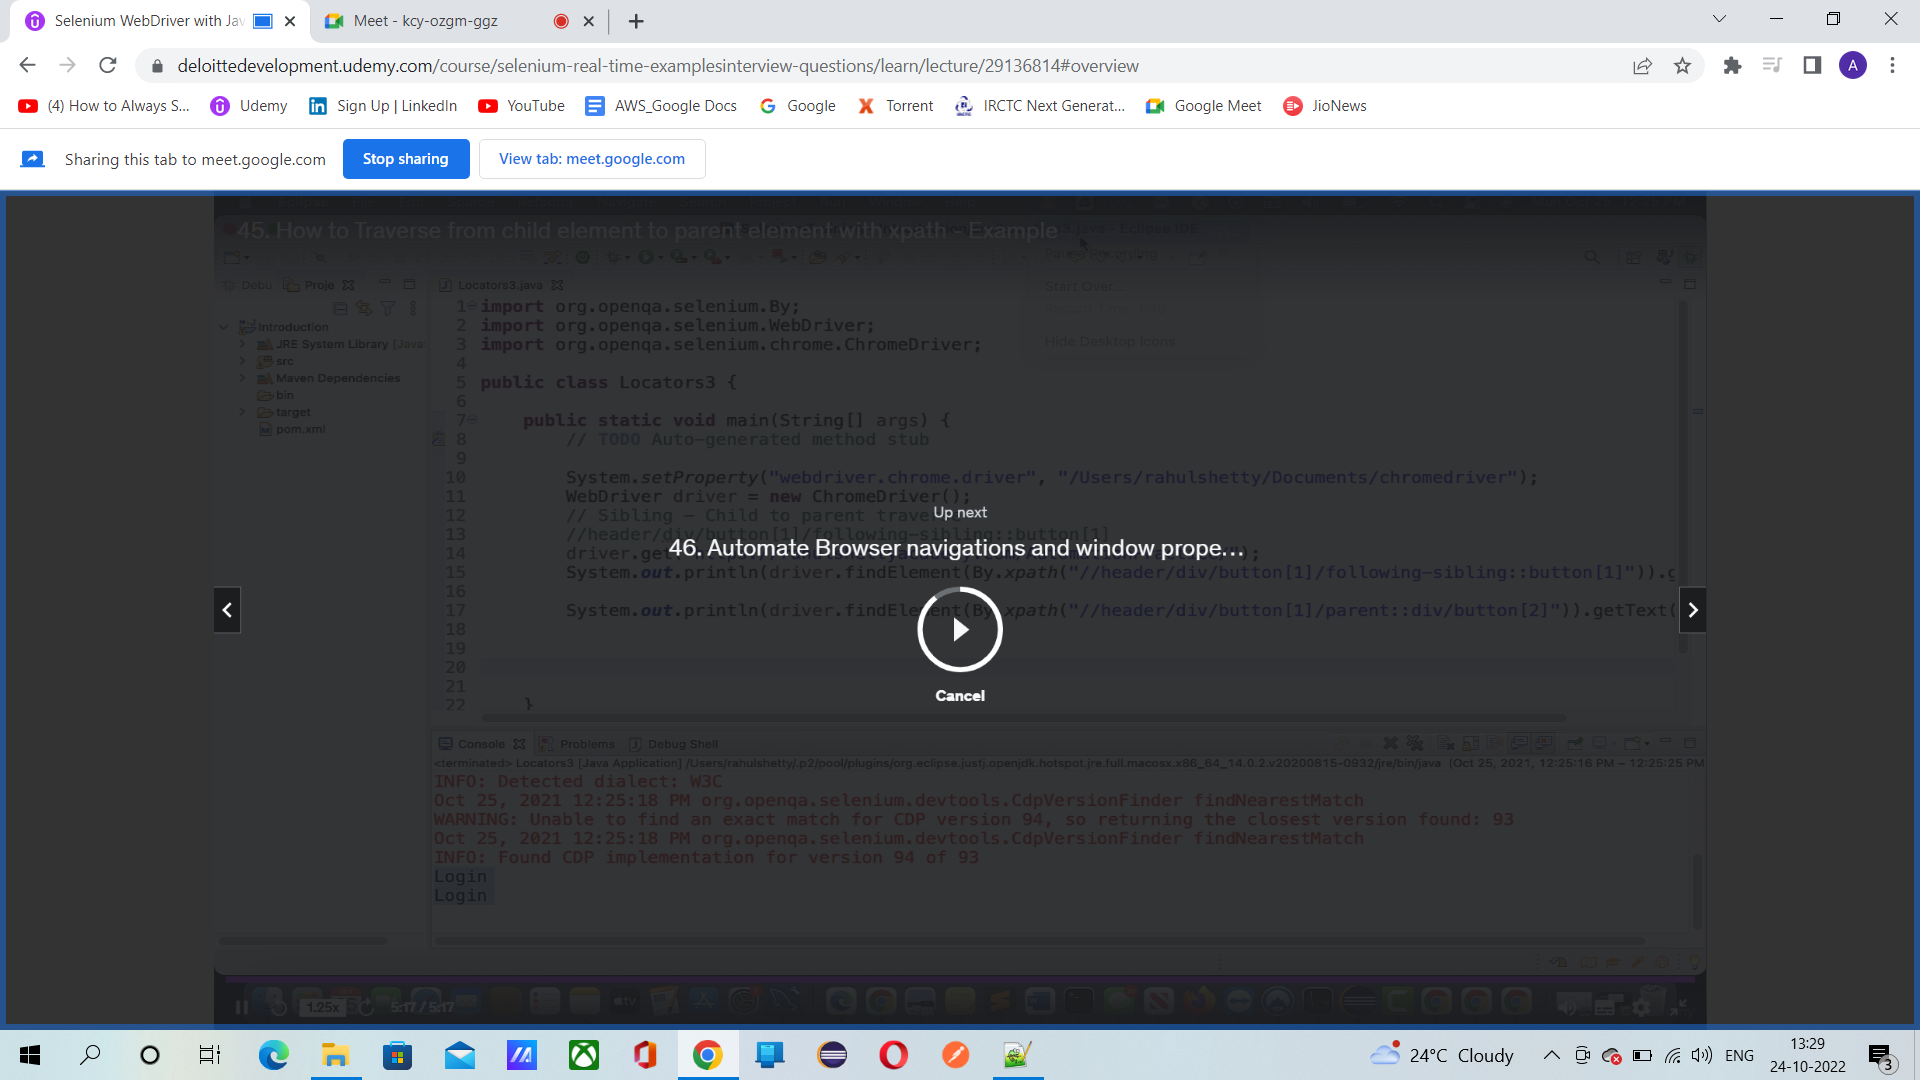 Selenium WebDriver with Jav
Meet - kcy-ozgm-ggz
deloittedevelopment.udemy.com/course/selenium-real-time-examplesinterview-questions/learn/lecture/29136814#overview
A
(4) How to Always S...
Udemy
Sign Up | LinkedIn
YouTube
AWS_Google Docs
Google
Torrent
IRCTC Next Generat...
Google Meet
JioNews
Sharing this tab to meet.google.com
Stop sharing
View tab: meet.google.com
45. How to Traverse from child element to parent element with xpath - Example
Start Over...
Hide Desktop Icons
Debu
Proje
Locators3.java
Introduction
JRE System Library [Java
src
Maven Dependencies
bin
target
pom.xml
1 import org.openqa.selenium.By;
2 import org.openqa.selenium.WebDriver;
3 import org.openqa.selenium.chrome.ChromeDriver;
4
5 public class Locators3 {
6
7 public static void main(String[] args) {
8 // TODO Auto-generated method stub
9
10 System.setProperty("webdriver.chrome.driver", "/Users/rahulshetty/Documents/chromedriver");
11 WebDriver driver = new ChromeDriver();
12 // Sibling - Child to parent traverse
13 //header/div/button[1]/following-sibling::button[1]
14 driver.get
15 System.out.println(driver.findElement(By.xpath("//header/div/button[1]/following-sibling::button[1]")).g
16
17 System.out.println(driver.findElement(By.xpath("//header/div/button[1]/parent::div/button[2]")).getText(
18
19
20
21
22 }
Up next
46. Automate Browser navigations and window prope...
Cancel
Console
Problems
Debug Shell
<terminated> Locators3 [Java Application] /Users/rahulshetty/.p2/pool/plugins/org.eclipse.justj.openjdk.hotspot.jre.full.macosx.x86_64_14.0.2.v20200815-0932/jre/bin/java (Oct 25, 2021, 12:25:16 PM – 12:25:25 PM
INFO: Detected dialect: W3C
Oct 25, 2021 12:25:18 PM org.openqa.selenium.devtools.CdpVersionFinder findNearestMatch
WARNING: Unable to find an exact match for CDP version 94, so returning the closest version found: 93
Oct 25, 2021 12:25:18 PM org.openqa.selenium.devtools.CdpVersionFinder findNearestMatch
INFO: Found CDP implementation for version 94 of 93
Login
Login
1.25x
5:17 / 5:17
24°C Cloudy
ENG
13:29
24-10-2022
3